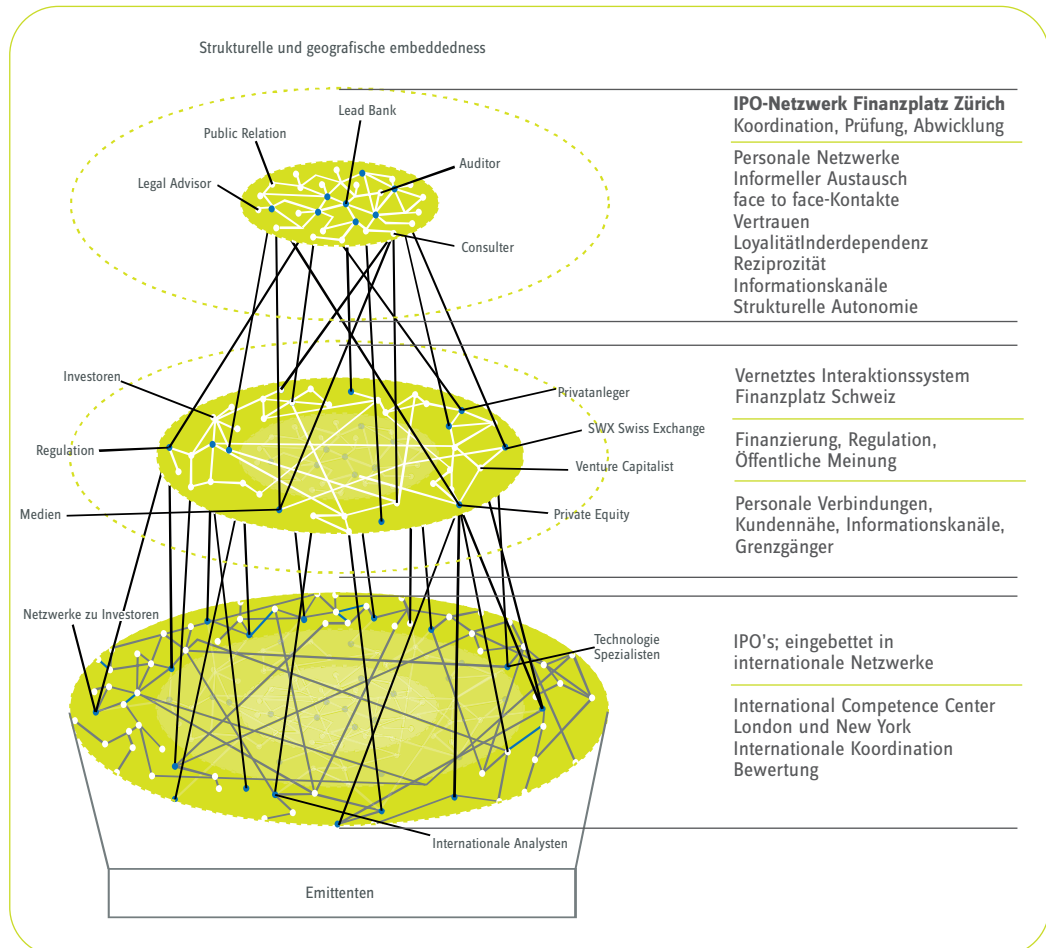 Strukturelle und geografische embeddedness
Lead Bank
Public Relation
Auditor
Legal Advisor
Consulter
IPO-Netzwerk Finanzplatz Zürich
Koordination, Prüfung, Abwicklung
Personale Netzwerke
Informeller Austausch
face to face-Kontakte
Vertrauen
LoyalitätInderdependenz
Reziprozität
Informationskanäle
Strukturelle Autonomie
Investoren
Privatanleger
SWX Swiss Exchange
Regulation
Venture Capitalist
Medien
Private Equity
Vernetztes Interaktionssystem
Finanzplatz Schweiz
Finanzierung, Regulation,
Öffentliche Meinung
Personale Verbindungen,
Kundennähe, Informationskanäle,
Grenzgänger
Netzwerke zu Investoren
Technologie
Spezialisten
Internationale Analysten
IPO's; eingebettet in
internationale Netzwerke
International Competence Center
London und New York
Internationale Koordination
Bewertung
Emittenten